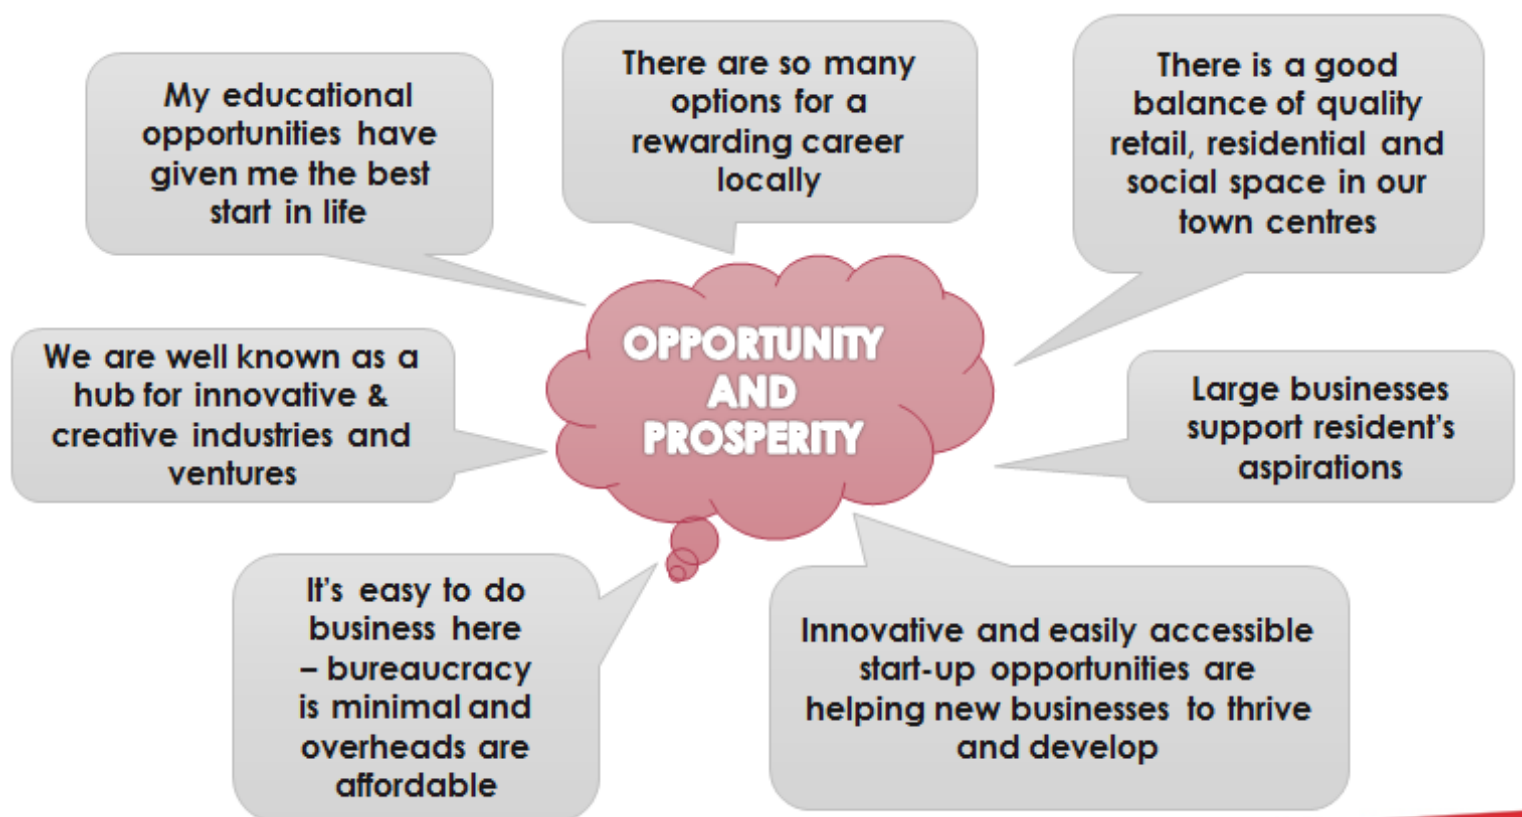 My educational
opportunities have
given me the best
start in life
There are so many
options for a
rewarding career
locally
There is a good
balance of quality
retail, residential and
social space in our
town centres
We are well known as a
hub for innovative &
creative industries and
ventures
OPPORTUNITY
AND
PROSPERITY
Large businesses
support resident's
aspirations
It's easy to do
business here
– bureaucracy
is minimal and
overheads are
affordable
Innovative and easily accessible
start-up opportunities are
helping new businesses to thrive
and develop